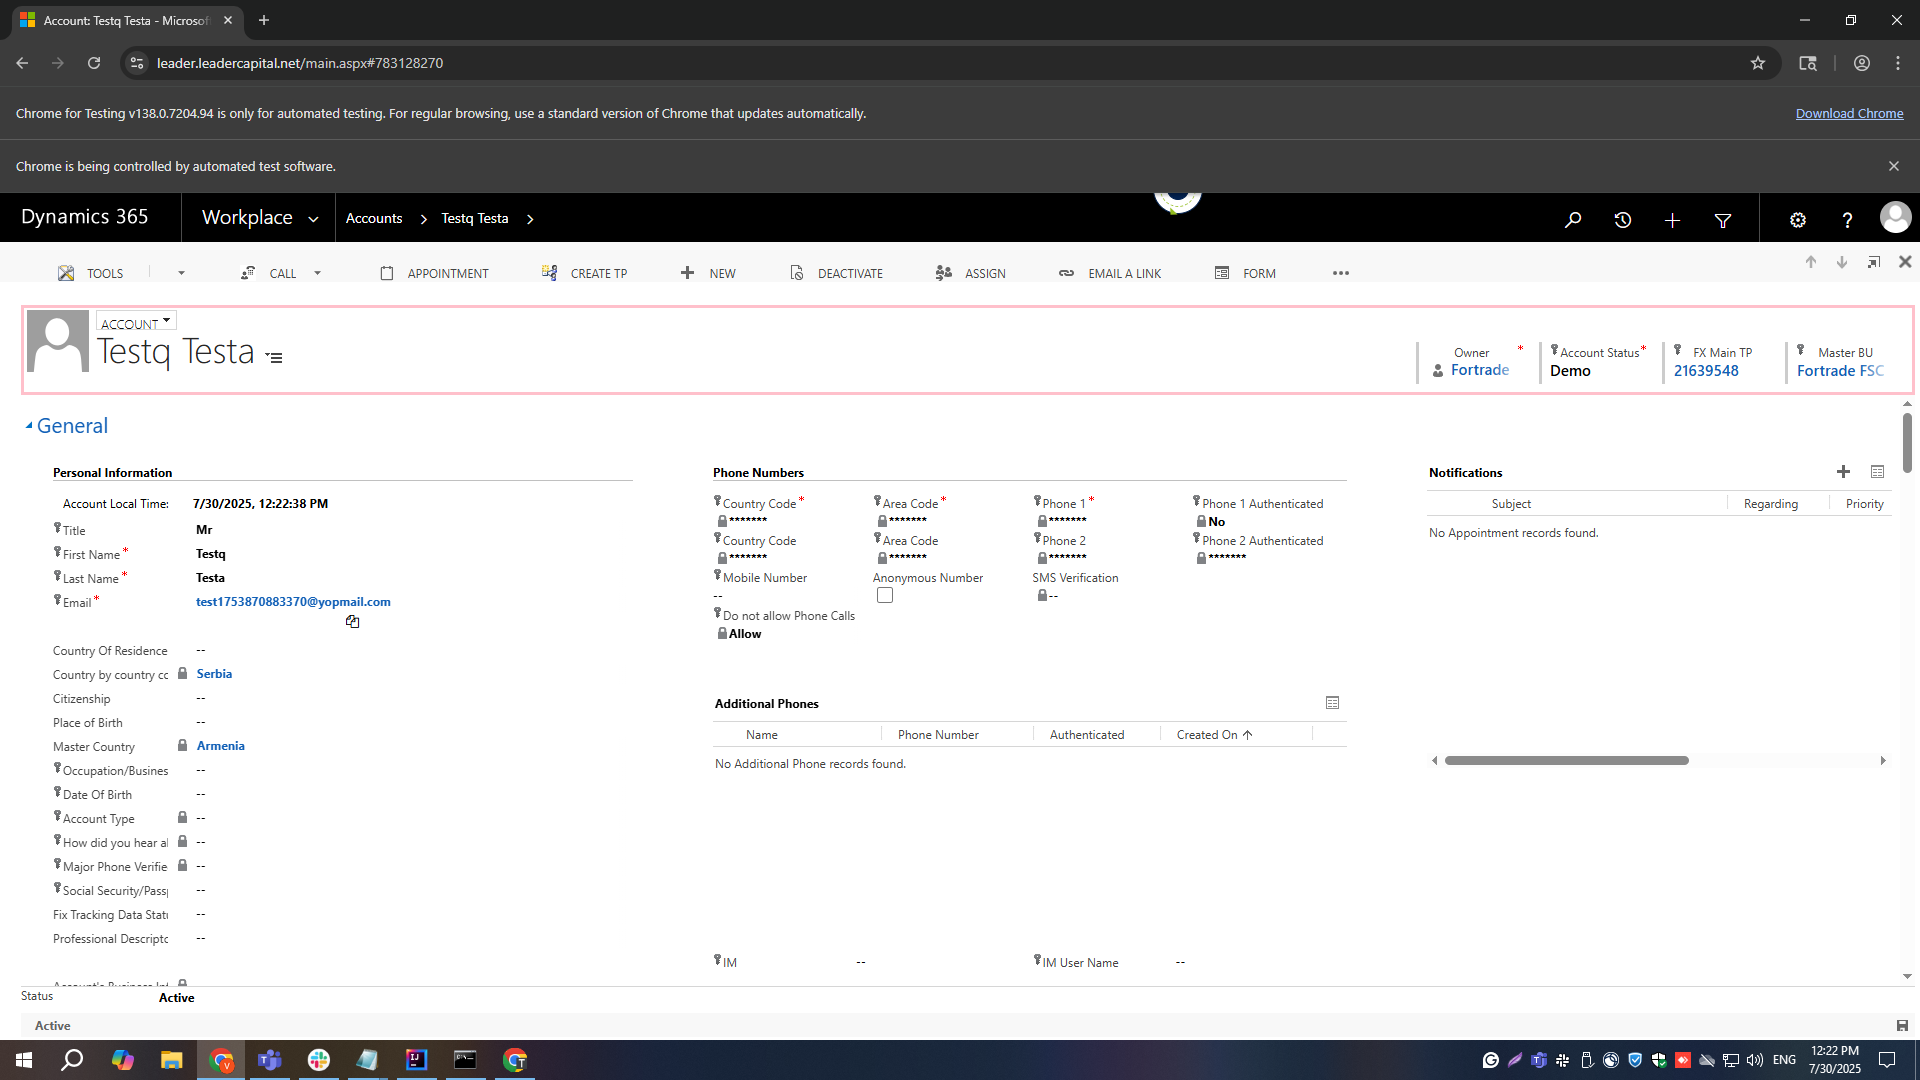 Account: Testq Testa - Microsof
leader.leadercapital.net/main.aspx#783128270
Chrome for Testing v138.0.7204.94 is only for automated testing. For regular browsing, use a standard version of Chrome that updates automatically.
Download Chrome
Chrome is being controlled by automated test software.
Dynamics 365
Workplace
Accounts
Testq Testa
TOOLS
CALL
APPOINTMENT
CREATE TP
NEW
DEACTIVATE
ASSIGN
EMAIL A LINK
FORM
ACCOUNT
Testq Testa
Owner*
Fortrade
Account Status*
Demo
FX Main TP
21639548
Master BU
Fortrade FSC
General
Personal Information
Account Local Time: 7/30/2025, 12:22:38 PM
Title Mr
First Name* Testq
Last Name* Testa
Email* test1753870883370@yopmail.com
Country Of Residence --
Country by country cc Serbia
Citizenship --
Place of Birth --
Master Country Armenia
Occupation/Busines --
Date Of Birth --
Account Type --
How did you hear a --
Major Phone Verifie --
Social Security/Pass --
Fix Tracking Data Stat --
Professional Descriptc --
Phone Numbers
Country Code* Area Code* Phone 1* Phone 1 Authenticated
******* ******* ******* No
Country Code Area Code Phone 2 Phone 2 Authenticated
******* ******* ******* *******
Mobile Number Anonymous Number SMS Verification
-- --
Do not allow Phone Calls
Allow
Additional Phones
Name Phone Number Authenticated Created On
No Additional Phone records found.
IM -- IM User Name --
Notifications
Subject Regarding Priority
No Appointment records found.
Status Active
Active
ENG
12:22 PM
7/30/2025